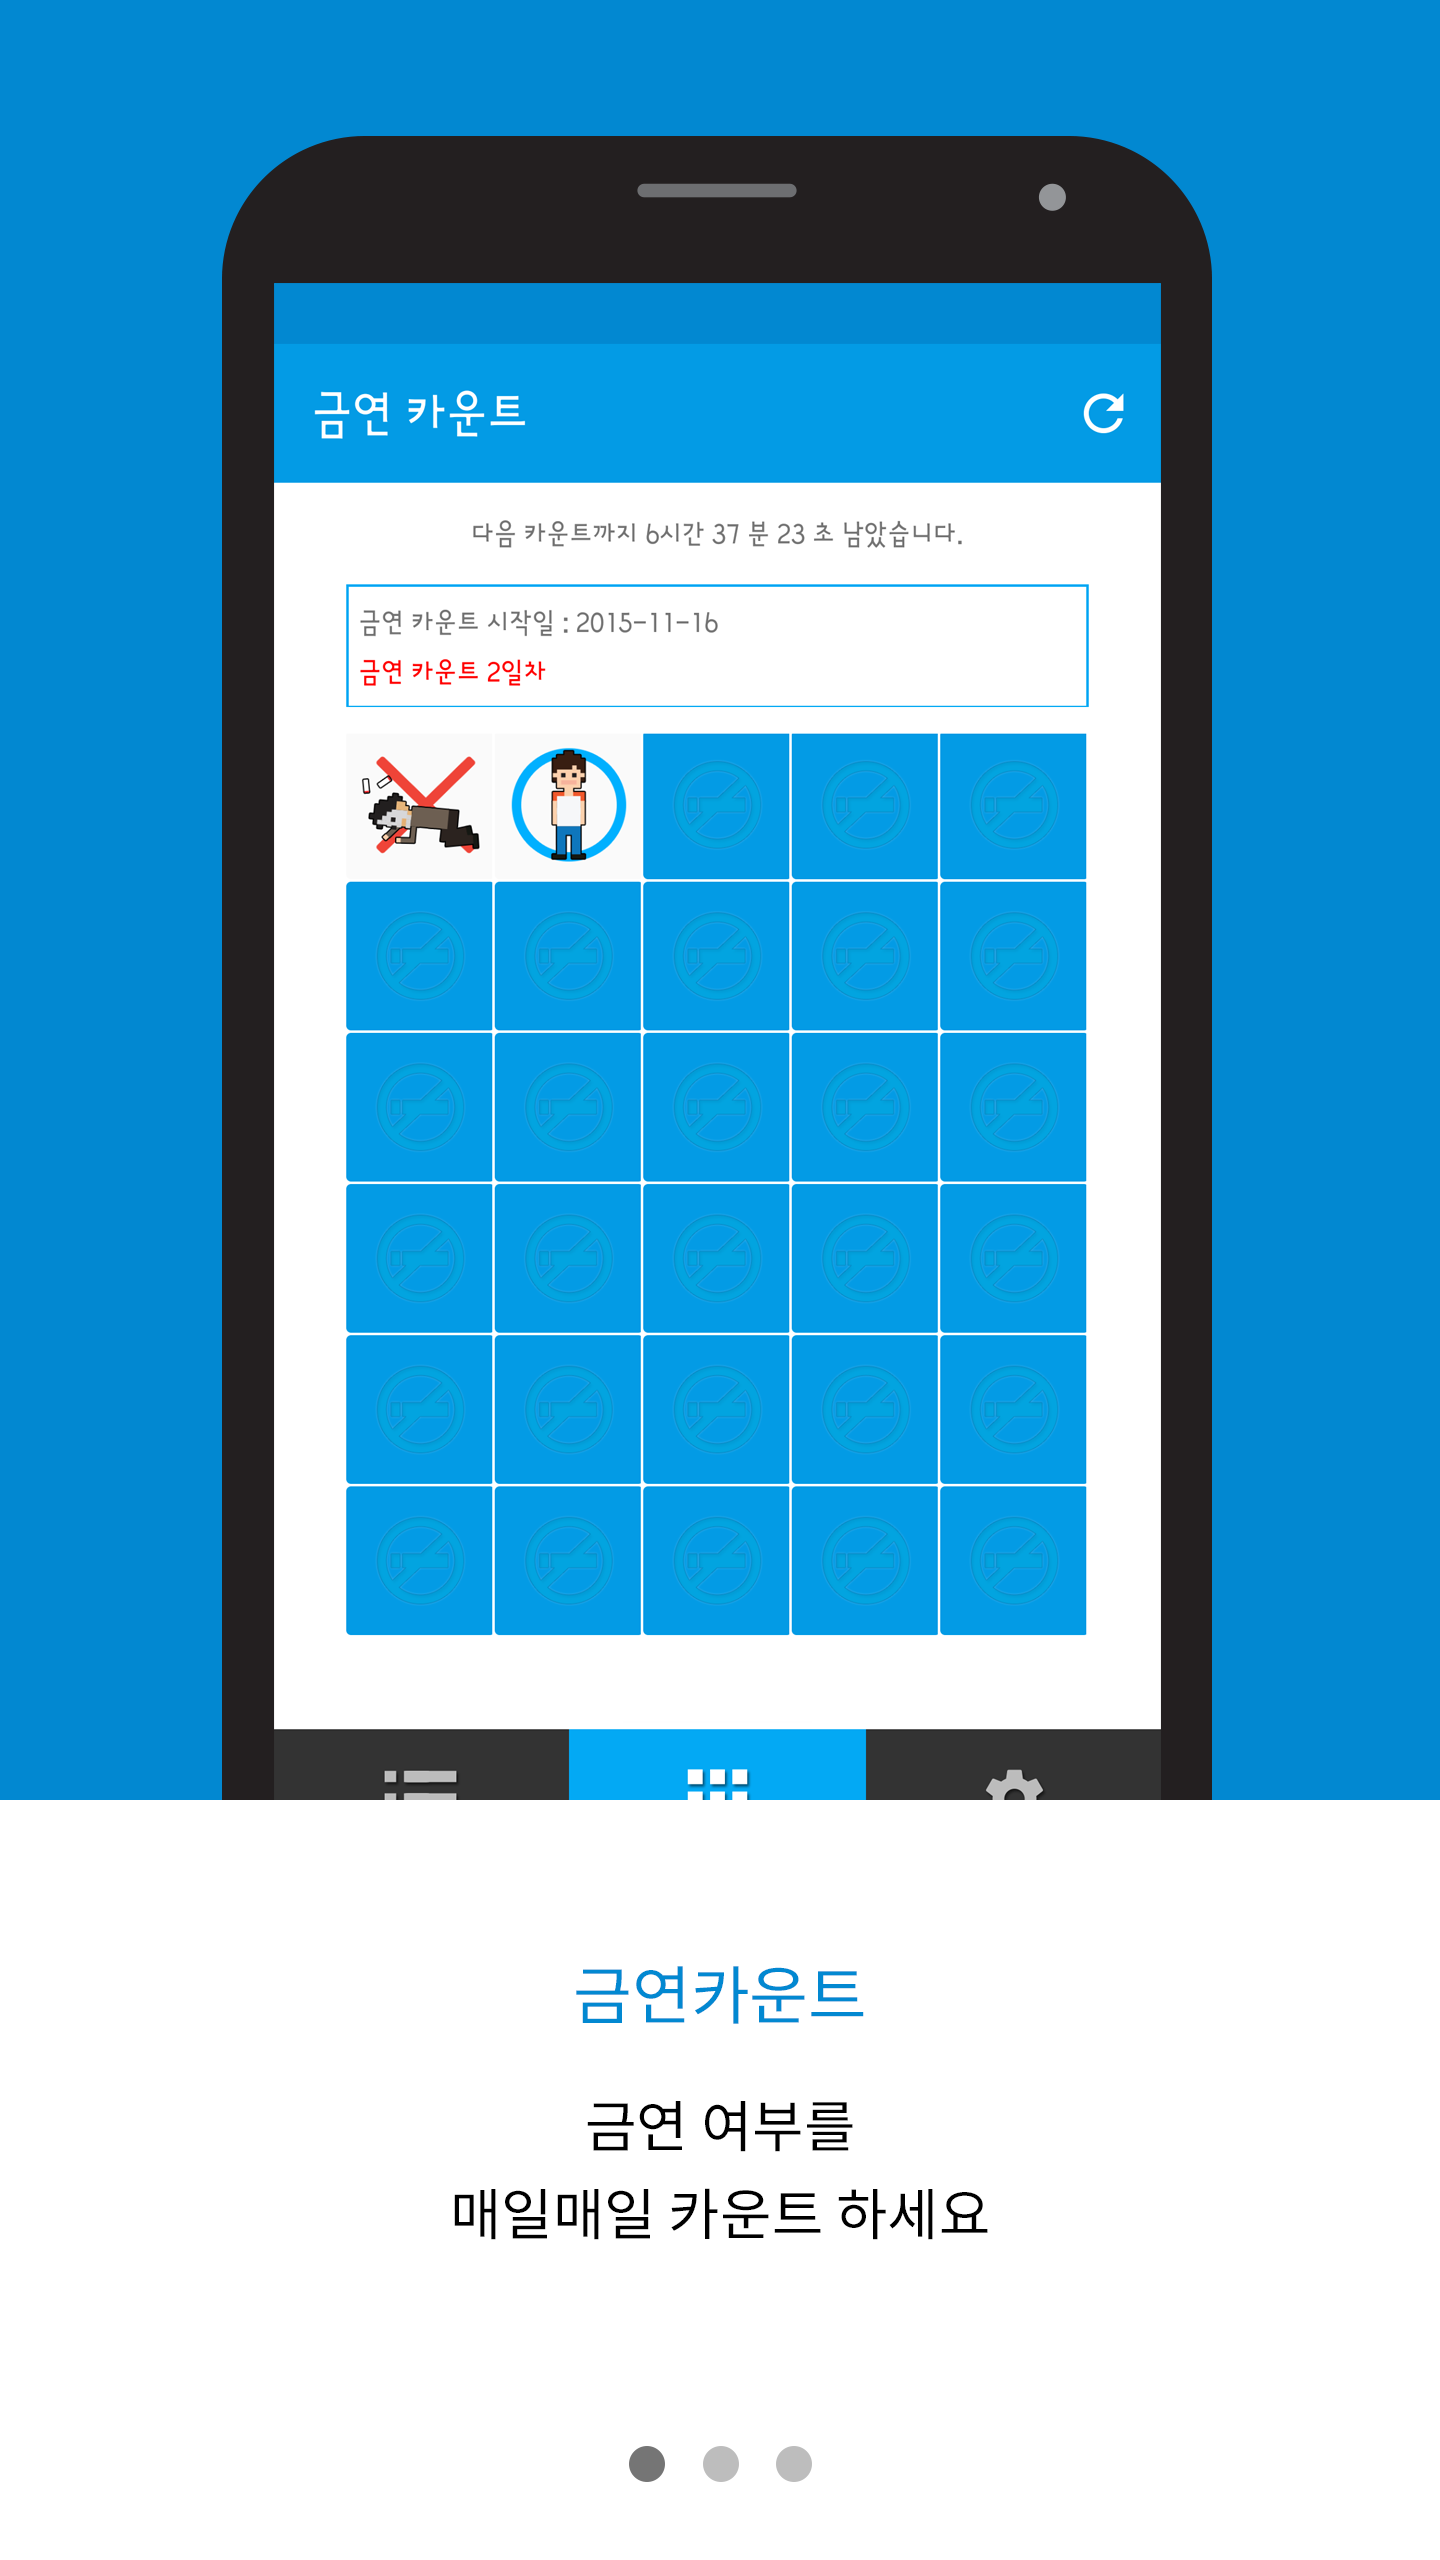 금연 카운트
다음 카운트까지 6시간 37 분 23 초 남았습니다.
금연 카운트 시작일 : 2015-11-16
금연 카운트 2일차
금연카운트
금연 여부를
매일매일 카운트 하세요